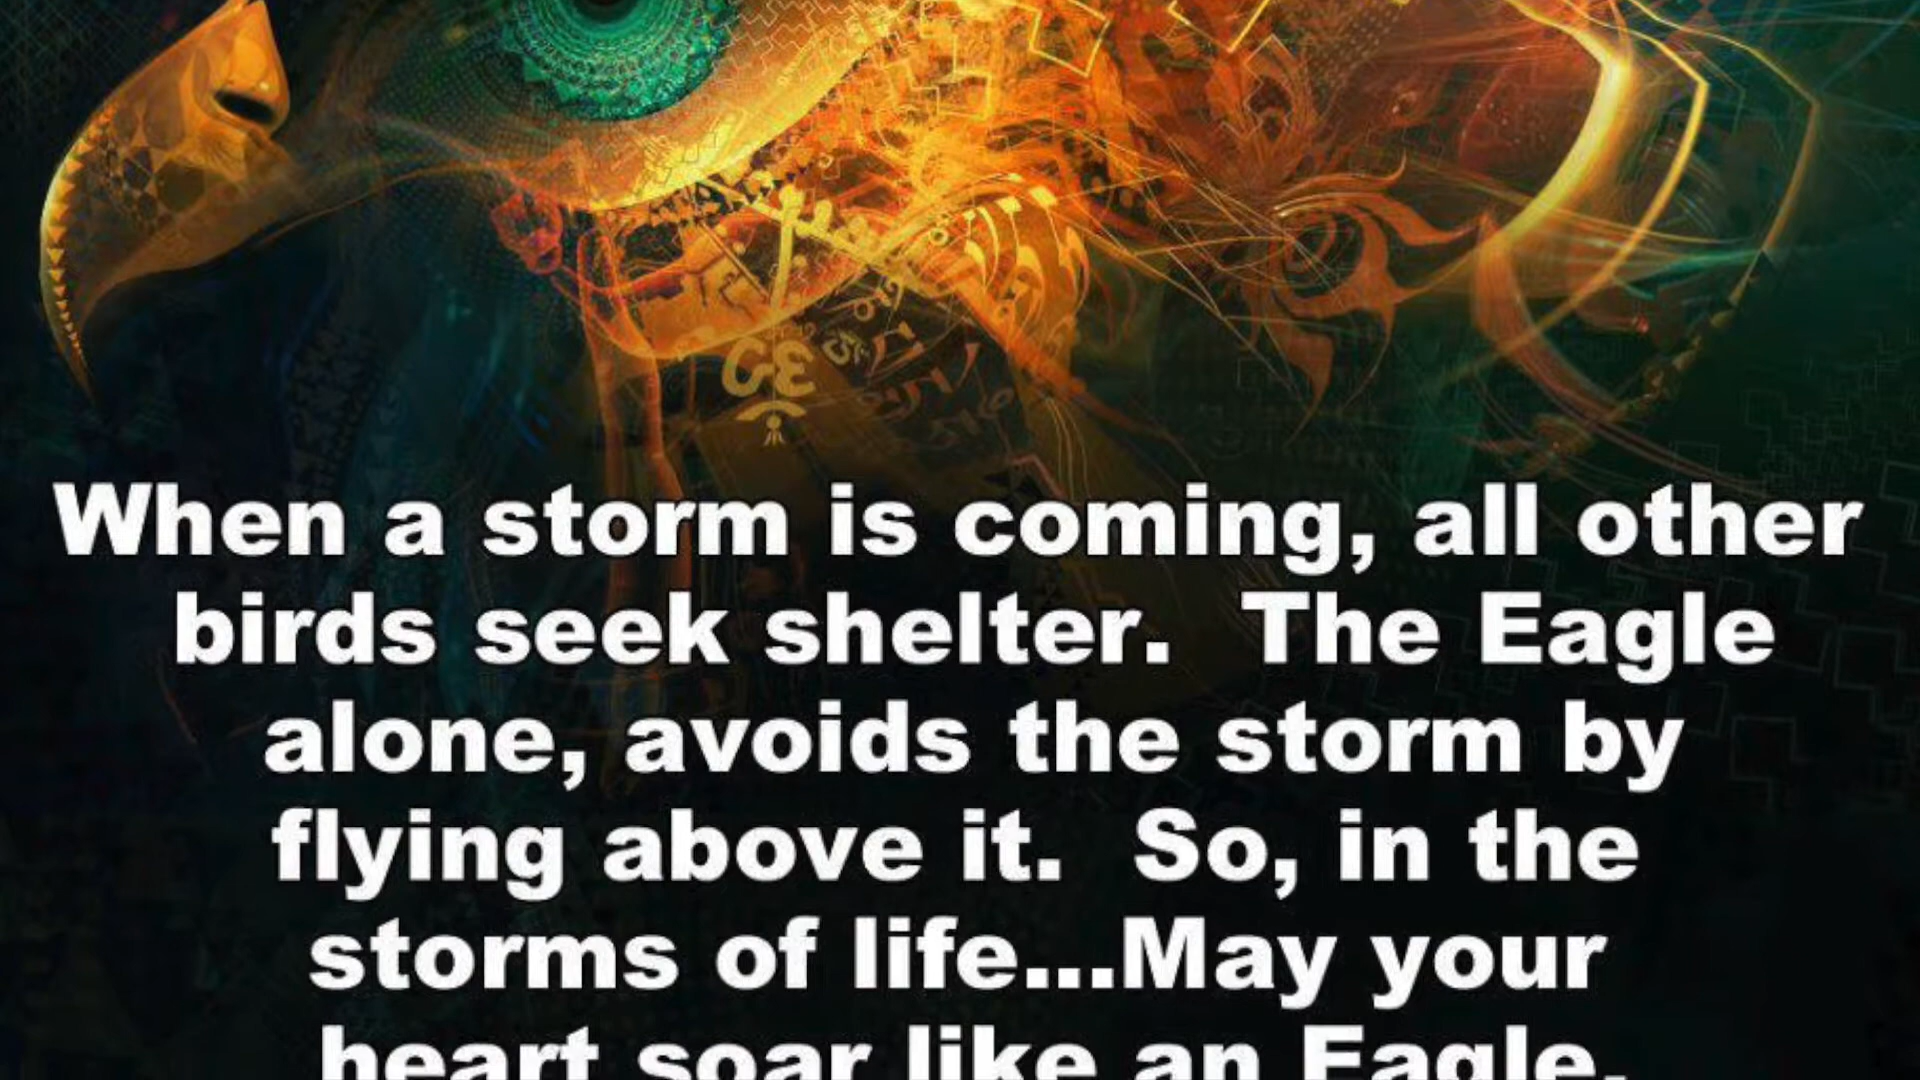 When a storm is coming, all other
birds seek shelter.  The Eagle
alone, avoids the storm by
flying above it.  So, in the
storms of life...May your
heart soar like an Eagle.